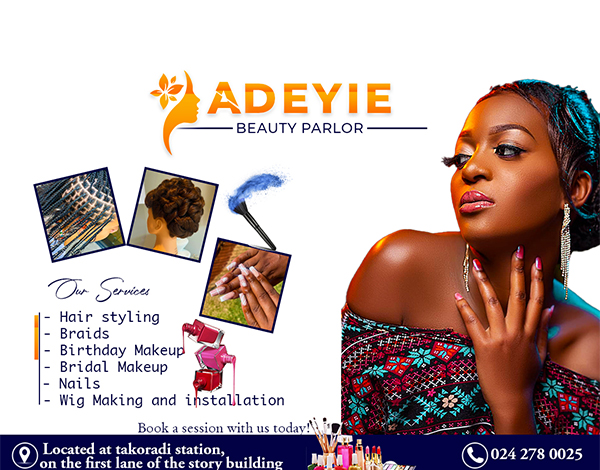 ADEYIE
BEAUTY PARLOR
Our Services
- Hair styling
- Braids
- Birthday Makeup
- Bridal Makeup
- Nails
- Wig Making and installation
Book a session with us today!
Located at takoradi station,
on the first lane of the story building
024 278 0025